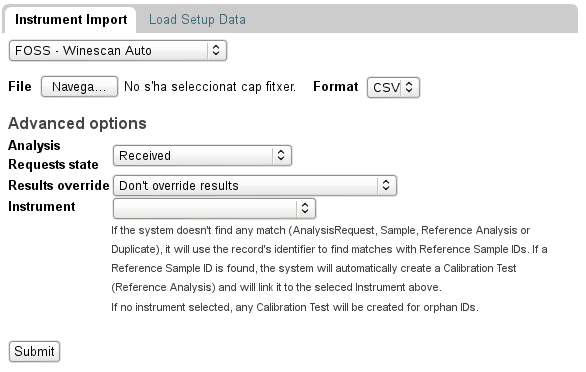 Instrument Import Load Setup Data
FOSS - Winescan Auto
File Navega... No s'ha seleccionat cap fitxer. Format CSV
Advanced options
Analysis
Requests state Received
Results override Don't override results
Instrument
If the system doesn't find any match (AnalysisRequest, Sample, Reference Analysis or
Duplicate), it will use the record's identifier to find matches with Reference Sample IDs. If a
Reference Sample ID is found, the system will automatically create a Calibration Test
(Reference Analysis) and will link it to the selected Instrument above.
If no instrument selected, any Calibration Test will be created for orphan IDs.
Submit